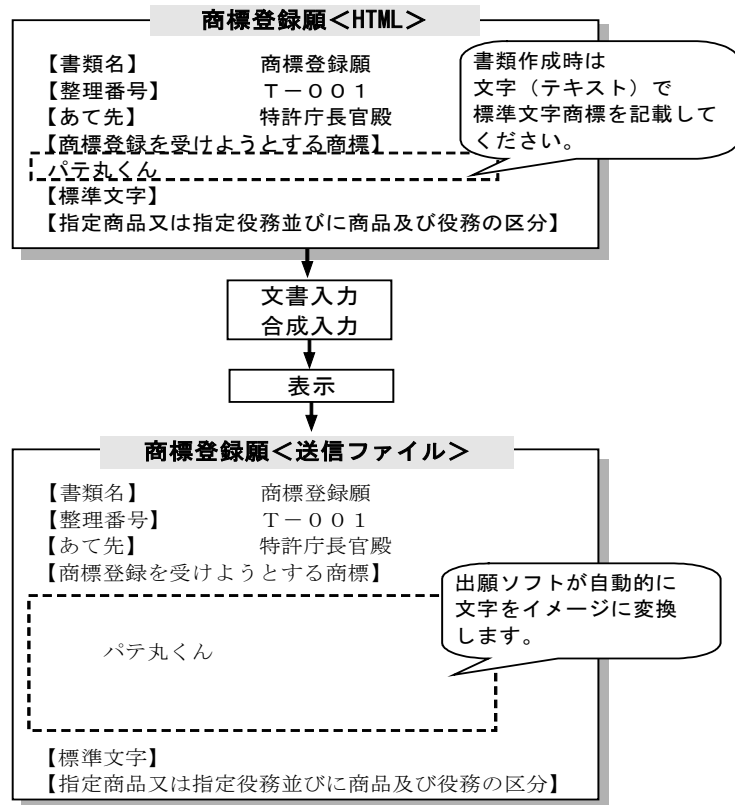 商標登録願＜HTML＞
【書類名】　　　　　商標登録願
【整理番号】　　　　Ｔ－００１
【あて先】　　　　　特許庁長官殿
【商標登録を受けようとする商標】
パテ丸くん
【標準文字】
【指定商品又は指定役務並びに商品及び役務の区分】
書類作成時は
文字（テキスト）で
標準文字商標を記載して
ください。
文書入力
合成入力
表示
商標登録願＜送信ファイル＞
【書類名】　　　　　商標登録願
【整理番号】　　　　Ｔ－００１
【あて先】　　　　　特許庁長官殿
【商標登録を受けようとする商標】
出願ソフトが自動的に
文字をイメージに変換
します。
パテ丸くん
【標準文字】
【指定商品又は指定役務並びに商品及び役務の区分】